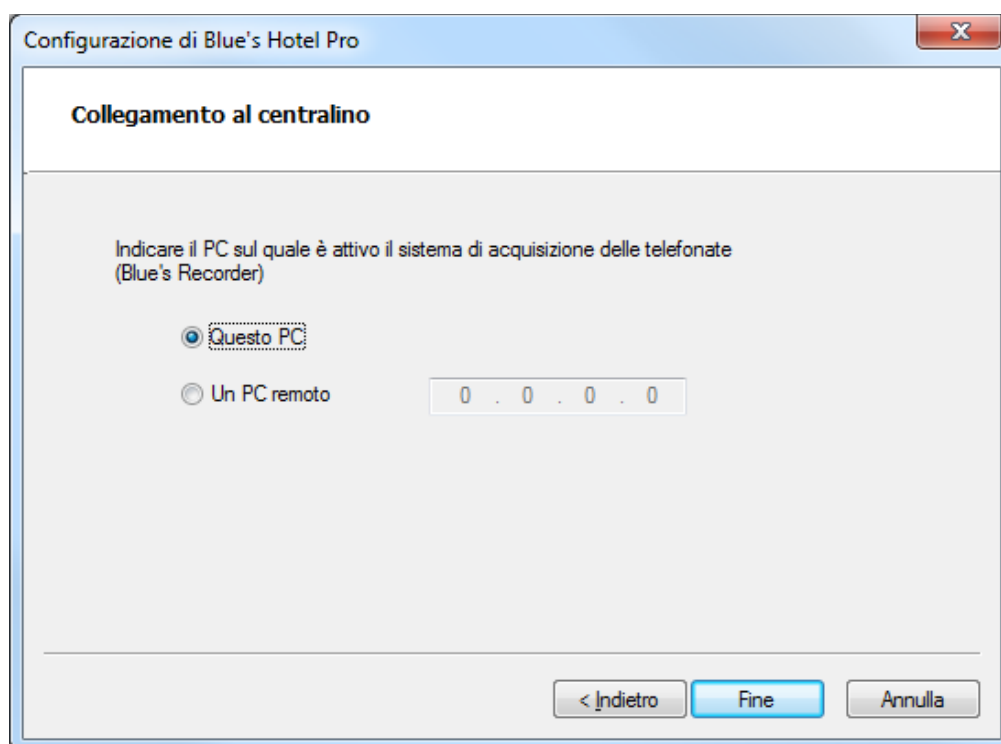 Configurazione di Blue's Hotel Pro
Collegamento al centralino
Indicare il PC sul quale è attivo il sistema di acquisizione delle telefonate
(Blue's Recorder)
Questo PC
Un PC remoto 0 . 0 . 0 . 0
< Indietro Fine Annulla